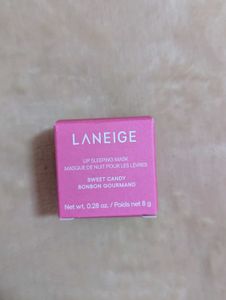 LANEIGE
LIP SLEEPING MASK
MASQUE DE NUIT POUR LES LÈVRES
SWEET CANDY
BONBON GOURMAND
Net wt. 0.28 oz. / Poids net 8 g